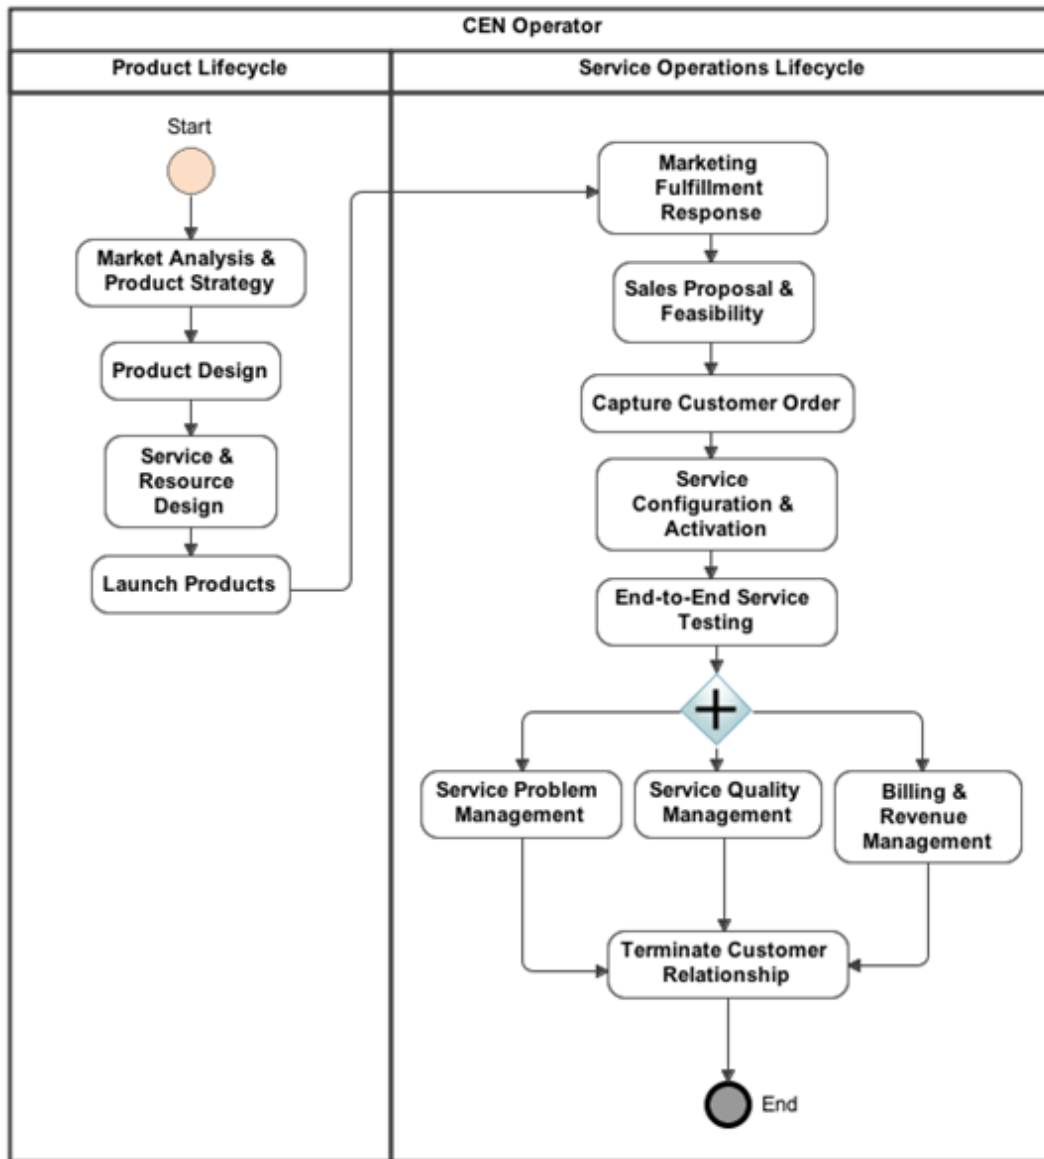 CEN Operator
Product Lifecycle
Service Operations Lifecycle
Start
Market Analysis &
Product Strategy
Product Design
Service &
Resource
Design
Launch Products
Marketing
Fulfillment
Response
Sales Proposal &
Feasibility
Capture Customer Order
Service
Configuration &
Activation
End-to-End Service
Testing
Service Problem
Management
Service Quality
Management
Billing &
Revenue
Management
Terminate Customer
Relationship
End